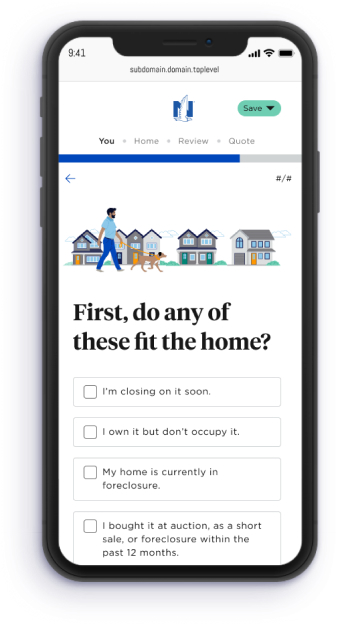 9:41
subdomain.domain.toplevel
Save
You Home Review Quote
#/#
First, do any of
these fit the home?
I'm closing on it soon.
I own it but don't occupy it.
My home is currently in
foreclosure.
I bought it at auction, as a short
sale, or foreclosure within the
past 12 months.